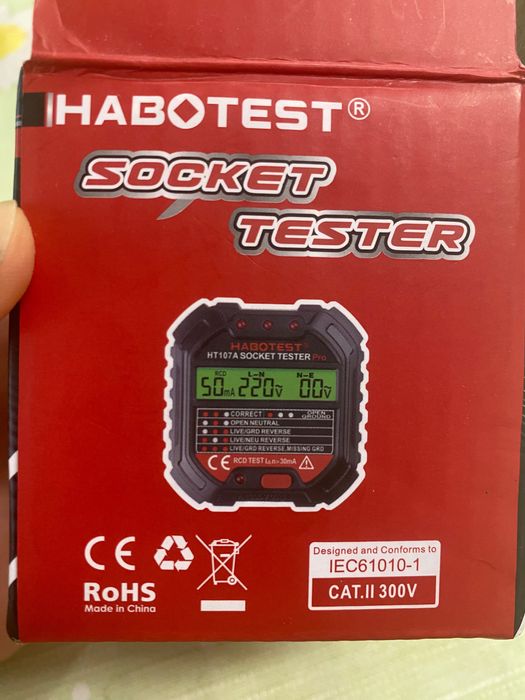 HABOTEST®
SOCKET
TESTER
HABOTEST
HT107A SOCKET TESTER Pro
RCD L-N N-E
50mA 220V 00V
CORRECT OPEN GROUND
OPEN NEUTRAL
LIVE/GRD REVERSE
LIVE/NEU REVERSE
LIVE/GRD REVERSE,MISSING GRD
CE RCD TEST I△n>30mA
CE
RoHS
Made in China
Designed and Conforms to
IEC61010-1
CAT.II 300V